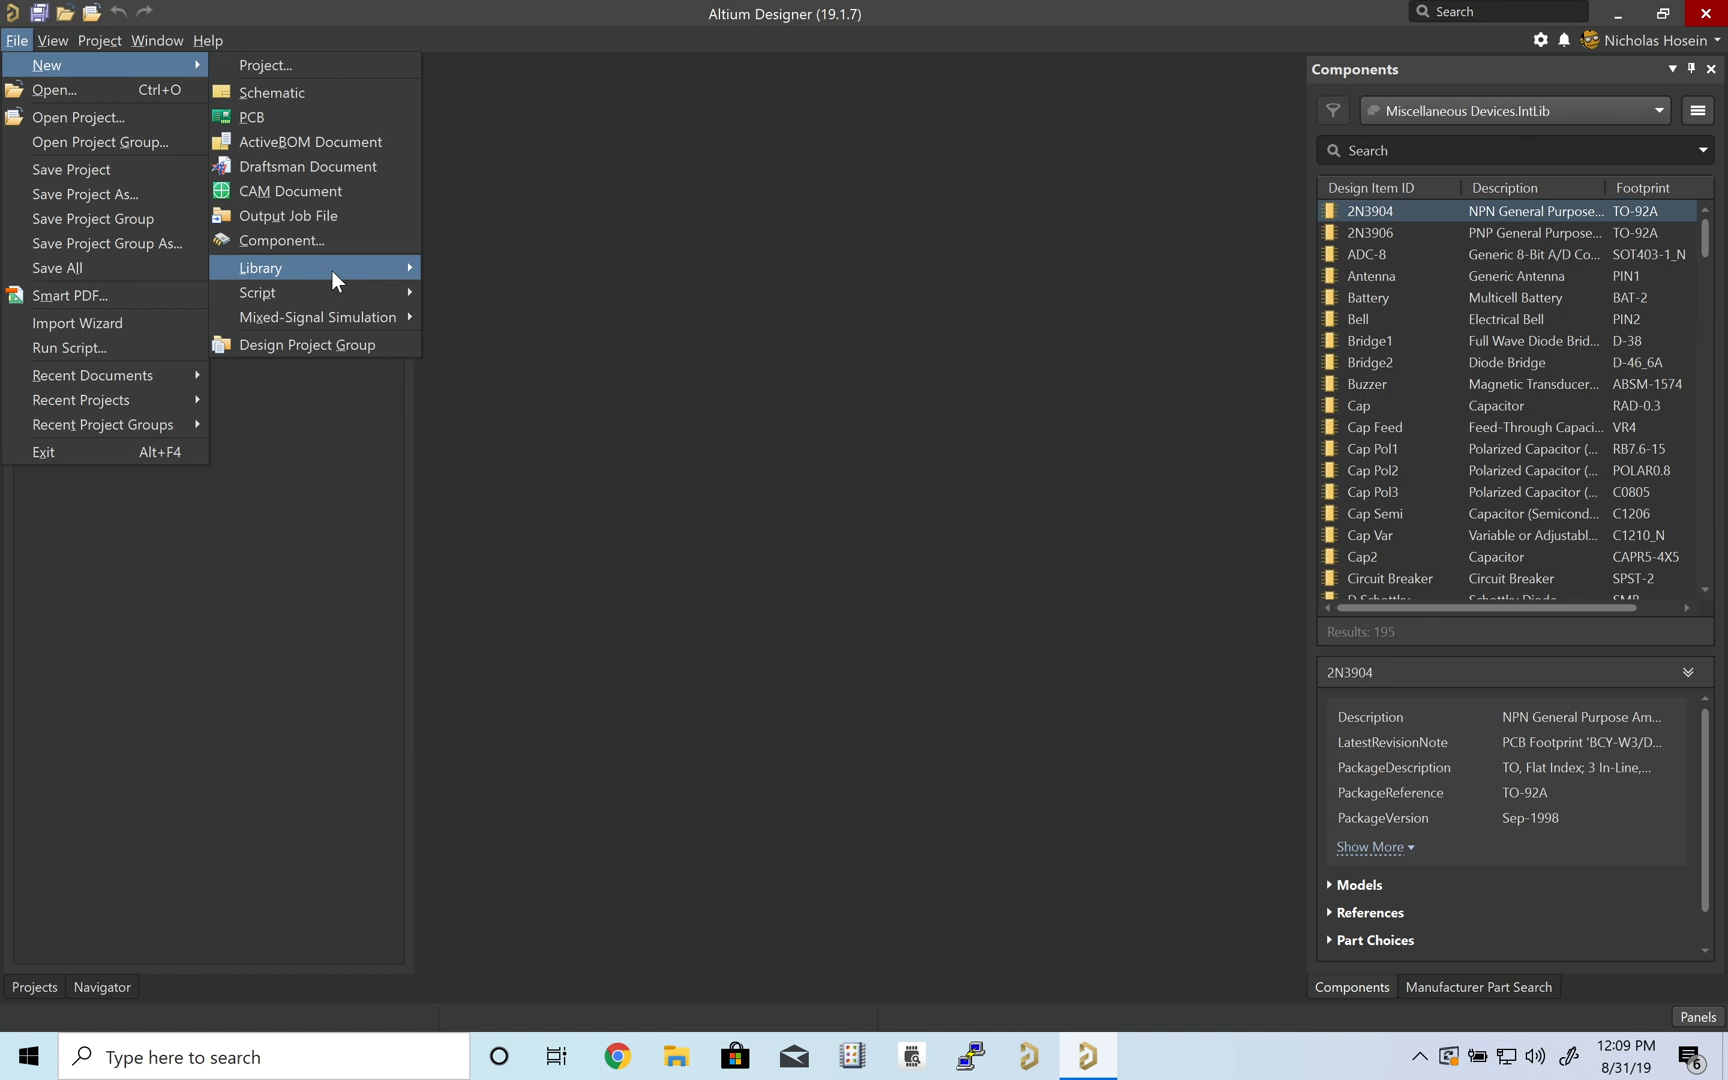 Altium Designer (19.1.7)
Search
File View Project Window Help
Nicholas Hosein
New
Open... Ctrl+O
Open Project...
Open Project Group...
Save Project
Save Project As...
Save Project Group
Save Project Group As...
Save All
Smart PDF...
Import Wizard
Run Script...
Recent Documents
Recent Projects
Recent Project Groups
Exit Alt+F4
Project...
Schematic
PCB
ActiveBOM Document
Draftsman Document
CAM Document
Output Job File
Component...
Library
Script
Mixed-Signal Simulation
Design Project Group
Components
Miscellaneous Devices.IntLib
Search
Design Item ID Description Footprint
2N3904 NPN General Purpose... TO-92A
2N3906 PNP General Purpose... TO-92A
ADC-8 Generic 8-Bit A/D Co... SOT403-1_N
Antenna Generic Antenna PIN1
Battery Multicell Battery BAT-2
Bell Electrical Bell PIN2
Bridge1 Full Wave Diode Brid... D-38
Bridge2 Diode Bridge D-46_6A
Buzzer Magnetic Transducer... ABSM-1574
Cap Capacitor RAD-0.3
Cap Feed Feed-Through Capaci... VR4
Cap Pol1 Polarized Capacitor (... RB7.6-15
Cap Pol2 Polarized Capacitor (... POLAR0.8
Cap Pol3 Polarized Capacitor (... C0805
Cap Semi Capacitor (Semicond... C1206
Cap Var Variable or Adjustabl... C1210_N
Cap2 Capacitor CAPR5-4X5
Circuit Breaker Circuit Breaker SPST-2
D Schottky Schottky Diode SMB
Results: 195
2N3904
Description NPN General Purpose Am...
LatestRevisionNote PCB Footprint 'BCY-W3/D...
PackageDescription TO, Flat Index; 3 In-Line,...
PackageReference TO-92A
PackageVersion Sep-1998
Show More
Models
References
Part Choices
Projects Navigator
Components Manufacturer Part Search
Panels
Type here to search
12:09 PM
8/31/19
6